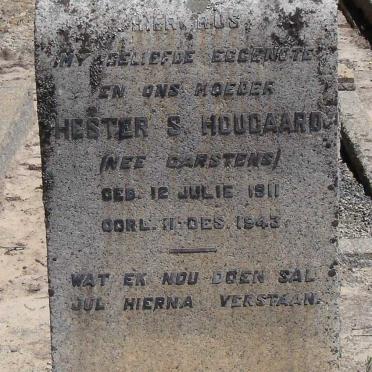 HIER RUS
MY GELIEFDE EGGENOTE
EN ONS MOEDER
HESTER S. HOUGAARD
(NEE CARSTENS)
GEB. 12 JULIE 1911
OORL. 11. DES. 1943
WAT EK NOU DOEN SAL
JUL HIERNA VERSTAAN.